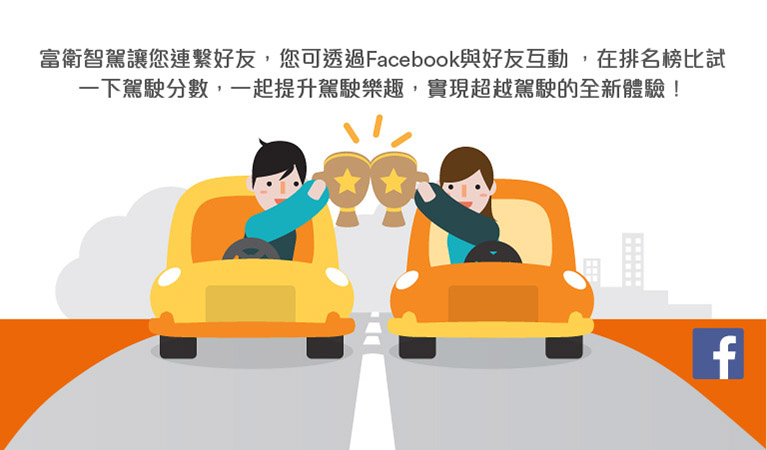 富衛智駕讓您連繫好友，您可透過Facebook與好友互動 ，在排名榜比試
一下駕駛分數，一起提升駕駛樂趣，實現超越駕駛的全新體驗！